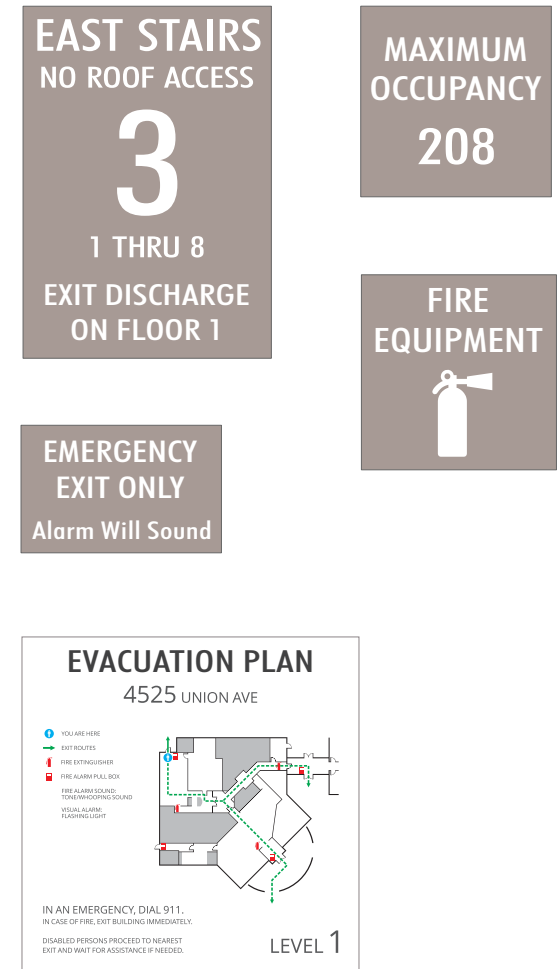 EAST STAIRS
NO ROOF ACCESS
3
1 THRU 8
EXIT DISCHARGE
ON FLOOR 1
MAXIMUM
OCCUPANCY
208
FIRE
EQUIPMENT
EMERGENCY
EXIT ONLY
Alarm Will Sound
EVACUATION PLAN
4525 UNION AVE
YOU ARE HERE
EXIT ROUTES
FIRE EXTINGUISHER
FIRE ALARM PULL BOX
FIRE ALARM SOUND:
TONE/WHOOPING SOUND
VISUAL ALARM:
FLASHING LIGHT
IN AN EMERGENCY, DIAL 911.
IN CASE OF FIRE, EXIT BUILDING IMMEDIATELY.
DISABLED PERSONS PROCEED TO NEAREST
EXIT AND WAIT FOR ASSISTANCE IF NEEDED.
LEVEL 1